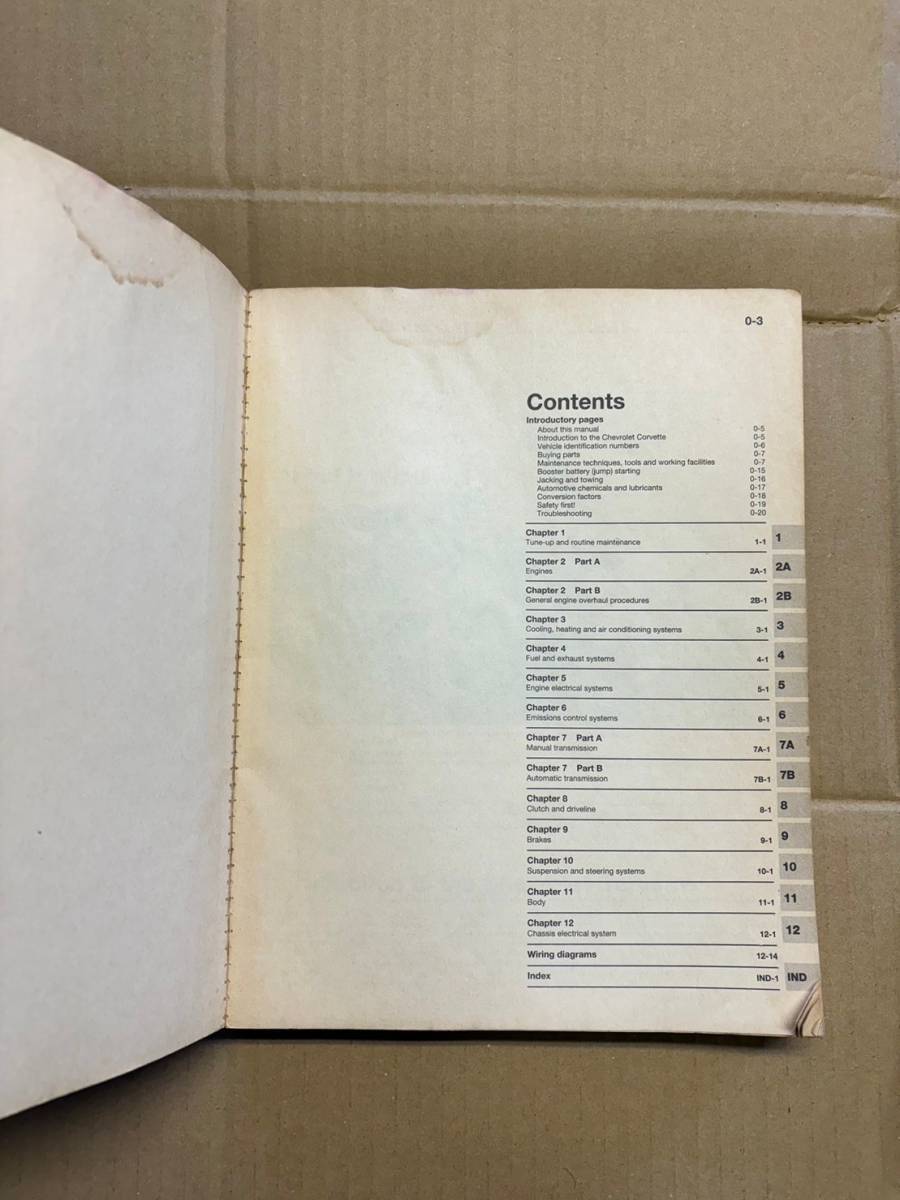 0-3
Contents
Introductory pages
About this manual 0-5
Introduction to the Chevrolet Corvette 0-5
Vehicle identification numbers 0-6
Buying parts 0-7
Maintenance techniques, tools and working facilities 0-7
Booster battery (jump) starting 0-15
Jacking and towing 0-16
Automotive chemicals and lubricants 0-17
Conversion factors 0-18
Safety first! 0-19
Troubleshooting 0-20
Chapter 1
Tune-up and routine maintenance 1-1 1
Chapter 2 Part A
Engines 2A-1 2A
Chapter 2 Part B
General engine overhaul procedures 2B-1 2B
Chapter 3
Cooling, heating and air conditioning systems 3-1 3
Chapter 4
Fuel and exhaust systems 4-1 4
Chapter 5
Engine electrical systems 5-1 5
Chapter 6
Emissions control systems 6-1 6
Chapter 7 Part A
Manual transmission 7A-1 7A
Chapter 7 Part B
Automatic transmission 7B-1 7B
Chapter 8
Clutch and driveline 8-1 8
Chapter 9
Brakes 9-1 9
Chapter 10
Suspension and steering systems 10-1 10
Chapter 11
Body 11-1 11
Chapter 12
Chassis electrical system 12-1 12
Wiring diagrams 12-14
Index IND-1 IND